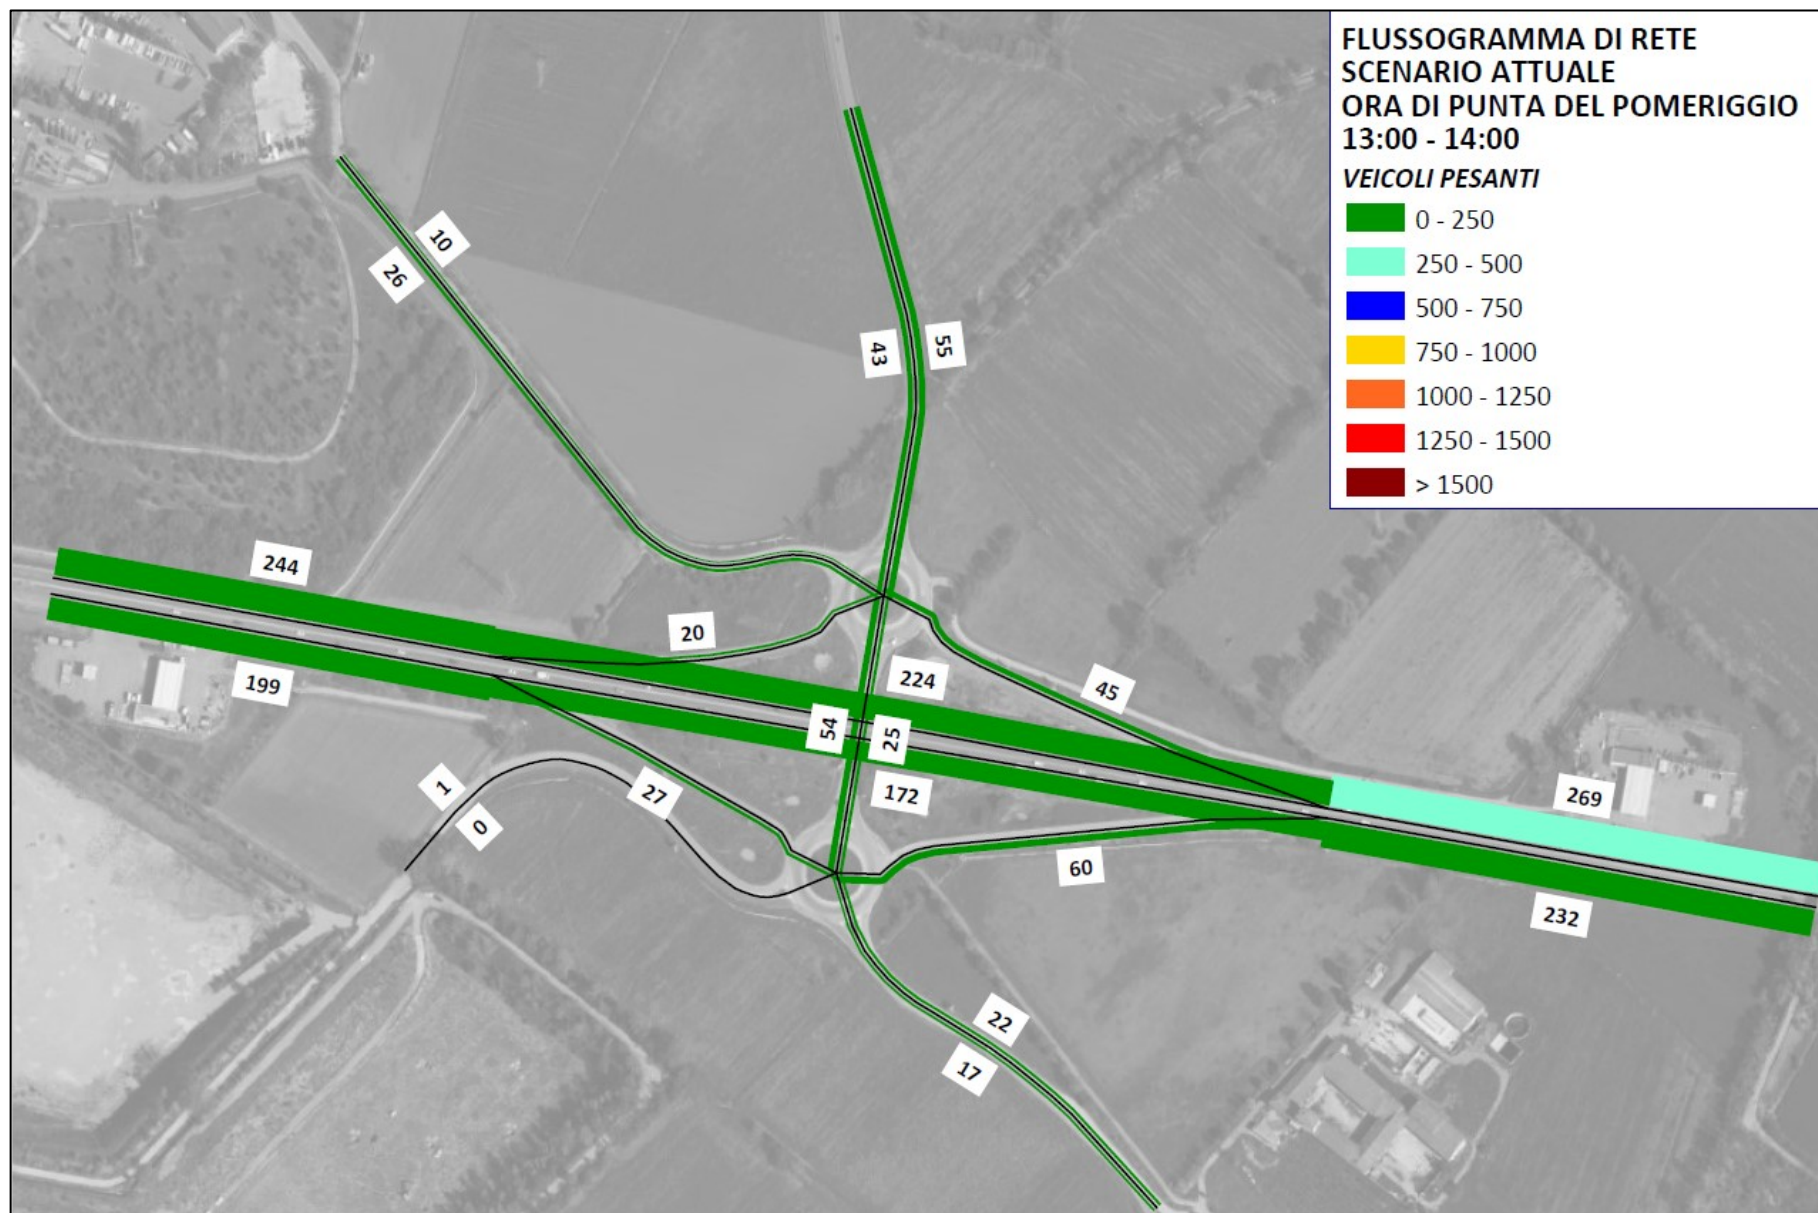 FLUSSOGRAMMA DI RETE
SCENARIO ATTUALE
ORA DI PUNTA DEL POMERIGGIO
13:00 - 14:00
VEICOLI PESANTI
0 - 250
250 - 500
500 - 750
750 - 1000
1000 - 1250
1250 - 1500
> 1500
10
26
43
55
244
20
199
224
45
54
25
172
1
0
27
269
60
232
22
17